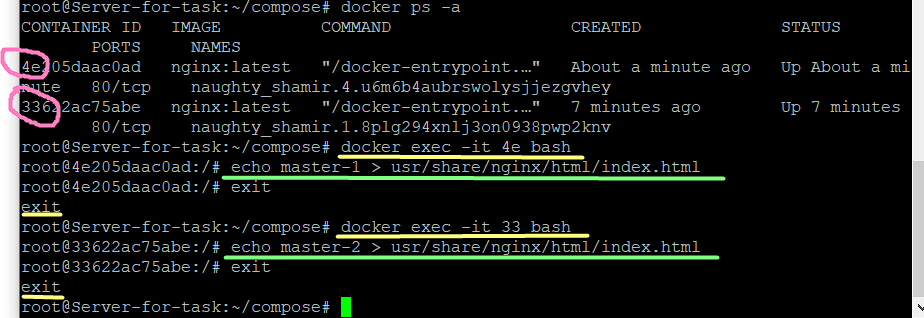 root@Server-for-task:~/compose# docker ps -a
CONTAINER ID   IMAGE          COMMAND                  CREATED              STATUS
        PORTS     NAMES
4e205daac0ad   nginx:latest   "/docker-entrypoint.…"   About a minute ago   Up About a mi
nute   80/tcp    naughty_shamir.4.u6m6b4aubrswolysjjezgvhey
33622ac75abe   nginx:latest   "/docker-entrypoint.…"   7 minutes ago        Up 7 minutes
       80/tcp    naughty_shamir.1.8plg294xnlj3on0938pwp2knv
root@Server-for-task:~/compose# docker exec -it 4e bash
root@4e205daac0ad:/# echo master-1 > usr/share/nginx/html/index.html
root@4e205daac0ad:/# exit
exit
root@Server-for-task:~/compose# docker exec -it 33 bash
root@33622ac75abe:/# echo master-2 > usr/share/nginx/html/index.html
root@33622ac75abe:/# exit
exit
root@Server-for-task:~/compose#